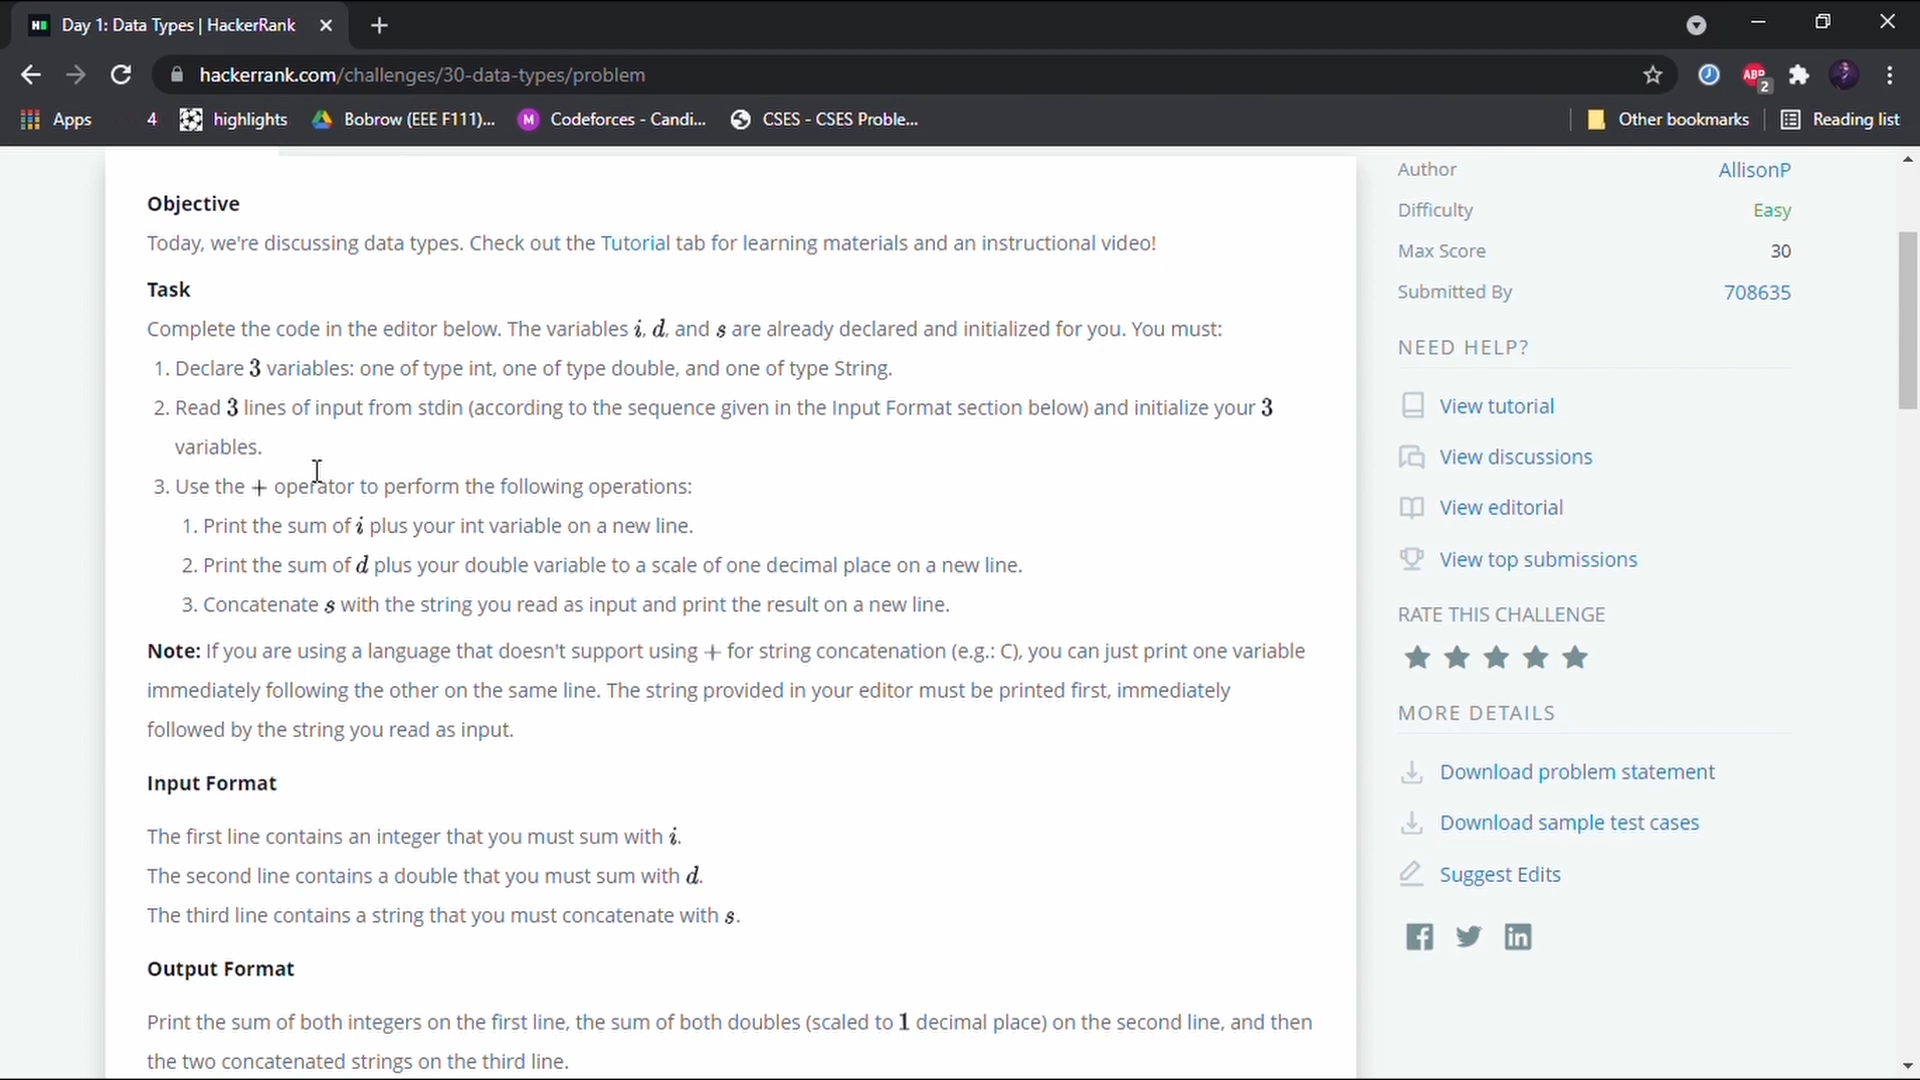 Day 1: Data Types | HackerRank
hackerrank.com/challenges/30-data-types/problem
ABP
2
Apps
4
highlights
Bobrow (EEE F111)...
M
Codeforces - Candi...
CSES - CSES Proble...
Other bookmarks
Reading list
Objective
Today, we're discussing data types. Check out the Tutorial tab for learning materials and an instructional video!
Task
Complete the code in the editor below. The variables i, d, and s are already declared and initialized for you. You must:
1. Declare 3 variables: one of type int, one of type double, and one of type String.
2. Read 3 lines of input from stdin (according to the sequence given in the Input Format section below) and initialize your 3
variables.
3. Use the + operator to perform the following operations:
1. Print the sum of i plus your int variable on a new line.
2. Print the sum of d plus your double variable to a scale of one decimal place on a new line.
3. Concatenate s with the string you read as input and print the result on a new line.
Note: If you are using a language that doesn't support using + for string concatenation (e.g.: C), you can just print one variable
immediately following the other on the same line. The string provided in your editor must be printed first, immediately
followed by the string you read as input.
Input Format
The first line contains an integer that you must sum with i.
The second line contains a double that you must sum with d.
The third line contains a string that you must concatenate with s.
Output Format
Print the sum of both integers on the first line, the sum of both doubles (scaled to 1 decimal place) on the second line, and then
the two concatenated strings on the third line.
Author AllisonP
Difficulty Easy
Max Score 30
Submitted By 708635
NEED HELP?
View tutorial
View discussions
View editorial
View top submissions
RATE THIS CHALLENGE
MORE DETAILS
Download problem statement
Download sample test cases
Suggest Edits